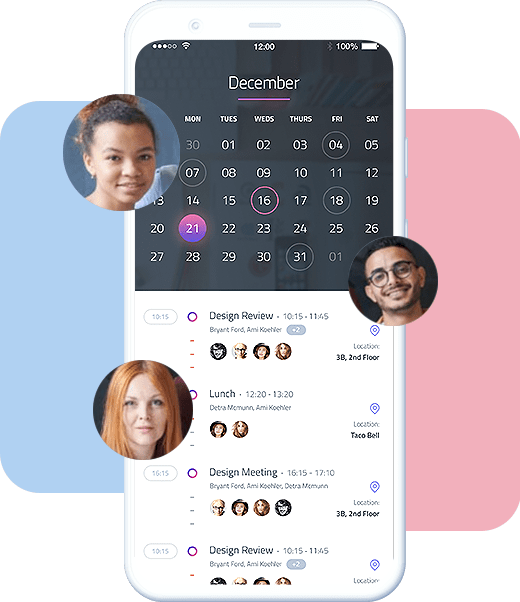 12:00
100%
December
MON TUES WEDS THURS FRI SAT
30 01 02 03 04 05
07 08 09 10 11 12
13 14 15 16 17 18 19
20 21 22 23 24 25 26
27 28 29 30 31 01
10:15
Design Review • 10:15 - 11:45
Bryant Ford, Ami Koehler +2
Location:
3B, 2nd Floor
Lunch • 12:20 - 13:20
Detra Mcmunn, Ami Koehler
Location:
Taco Bell
16:15
Design Meeting • 16:15 - 17:10
Bryant Ford, Ami Koehler, Detra Mcmunn
Location:
3B, 2nd Floor
10:15
Design Review • 10:15 - 11:45
Bryant Ford, Ami Koehler +2
Location: